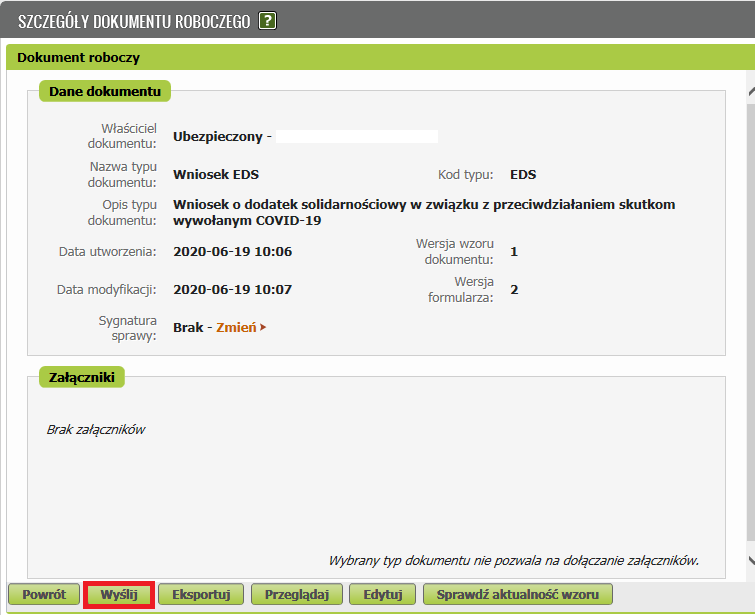 SZCZEGÓŁY DOKUMENTU ROBOCZEGO ?
Dokument roboczy
Dane dokumentu
Właściciel dokumentu: Ubezpieczony -
Nazwa typu dokumentu: Wniosek EDS Kod typu: EDS
Opis typu dokumentu: Wniosek o dodatek solidarnościowy w związku z przeciwdziałaniem skutkom
wywołanym COVID-19
Data utworzenia: 2020-06-19 10:06 Wersja wzoru dokumentu: 1
Data modyfikacji: 2020-06-19 10:07 Wersja formularza: 2
Sygnatura sprawy: Brak - Zmień
Załączniki
Brak załączników
Wybrany typ dokumentu nie pozwala na dołączanie załączników.
Powrót Wyślij Eksportuj Przeglądaj Edytuj Sprawdź aktualność wzoru